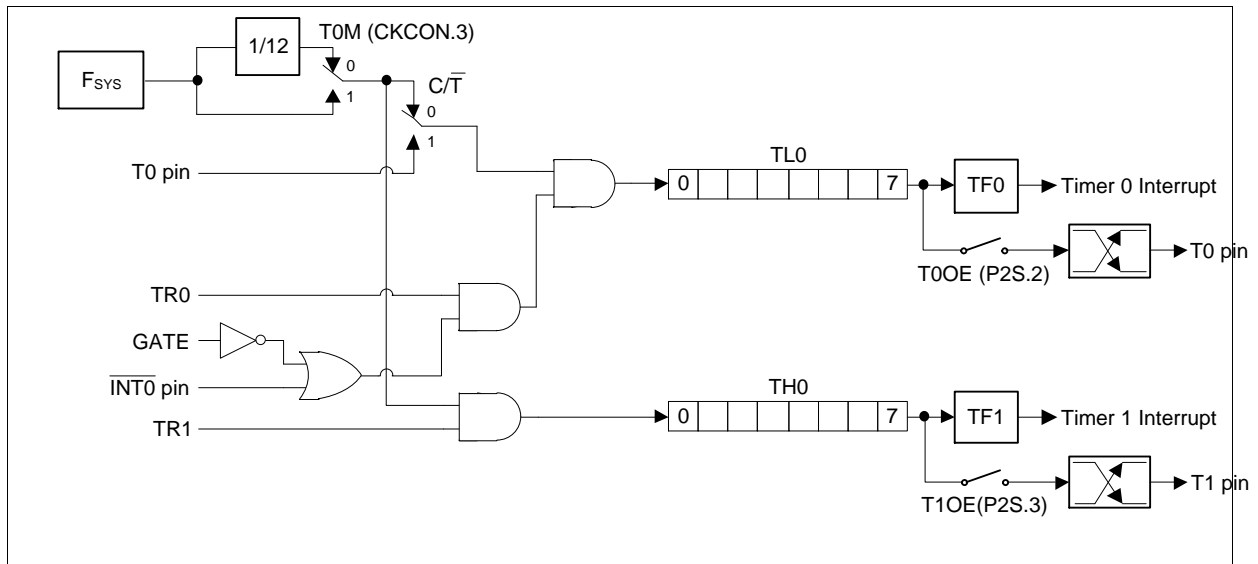 T0M (CKCON.3)
1/12
F_SYS
0
1
C/T̅
0
1
T0 pin
TL0
0 7
TF0
Timer 0 Interrupt
T0 pin
T0OE (P2S.2)
TR0
GATE
I̅N̅T̅0̅ pin
TR1
TH0
0 7
TF1
Timer 1 Interrupt
T1 pin
T1OE(P2S.3)